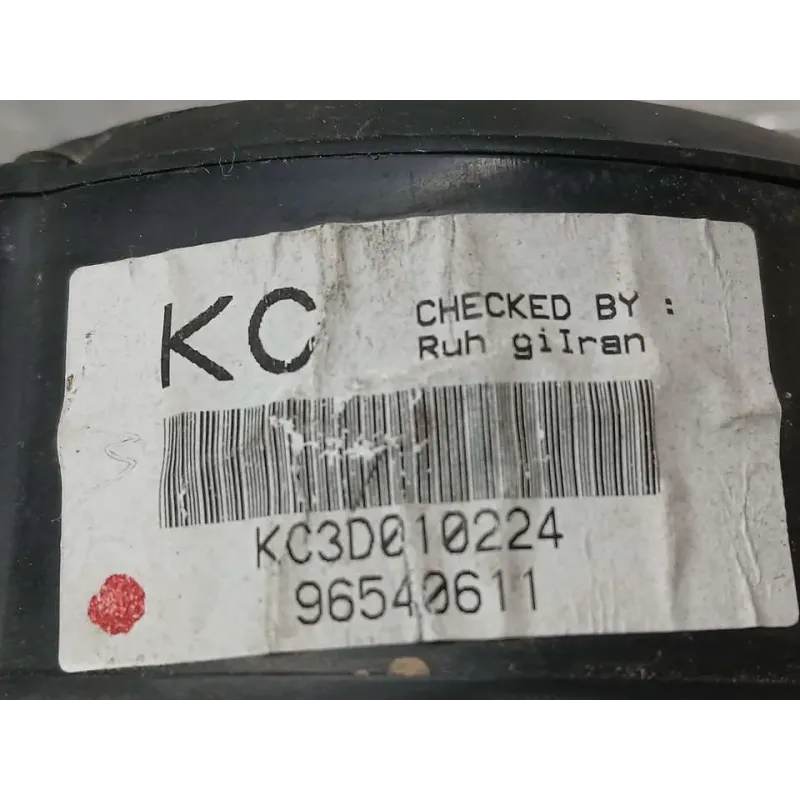 KC
CHECKED BY :
Ruh giIran
KC3D010224
96540611